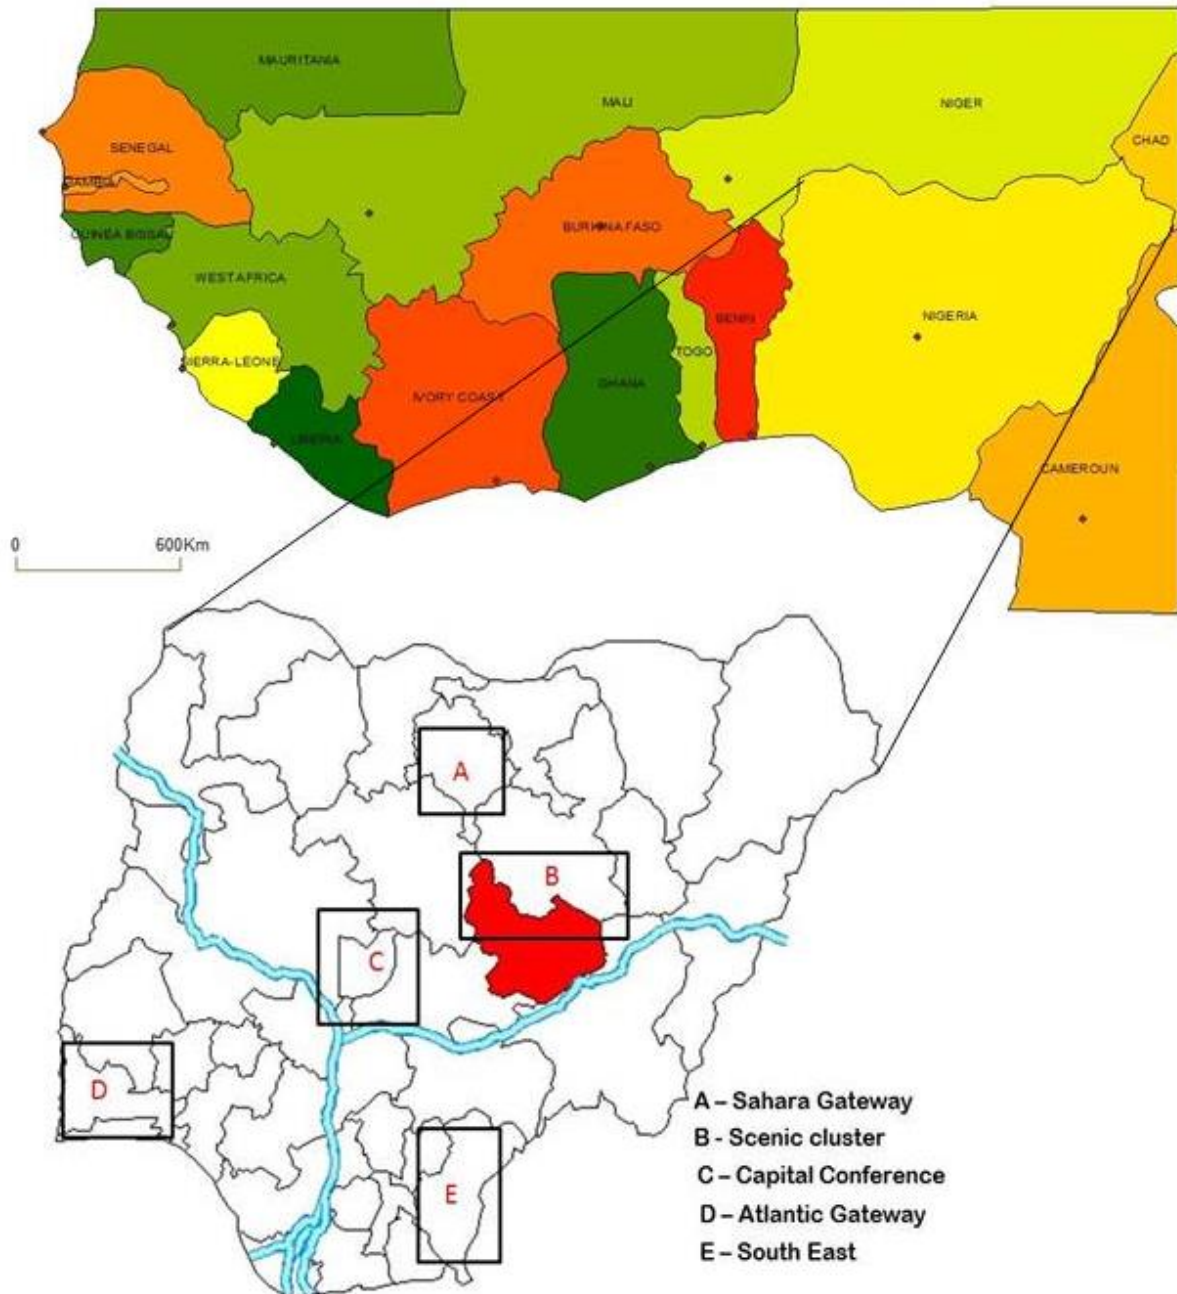 MAURITANIA
MALI
NIGER
CHAD
SENEGAL
GAMBIA
GUINEA BISSAU
BURKINA FASO
WEST AFRICA
NIGERIA
BENIN
TOGO
SIERRA-LEONE
GHANA
IVORY COAST
LIBERIA
CAMEROUN
0 600Km
A
B
C
D
E
A – Sahara Gateway
B - Scenic cluster
C – Capital Conference
D – Atlantic Gateway
E – South East